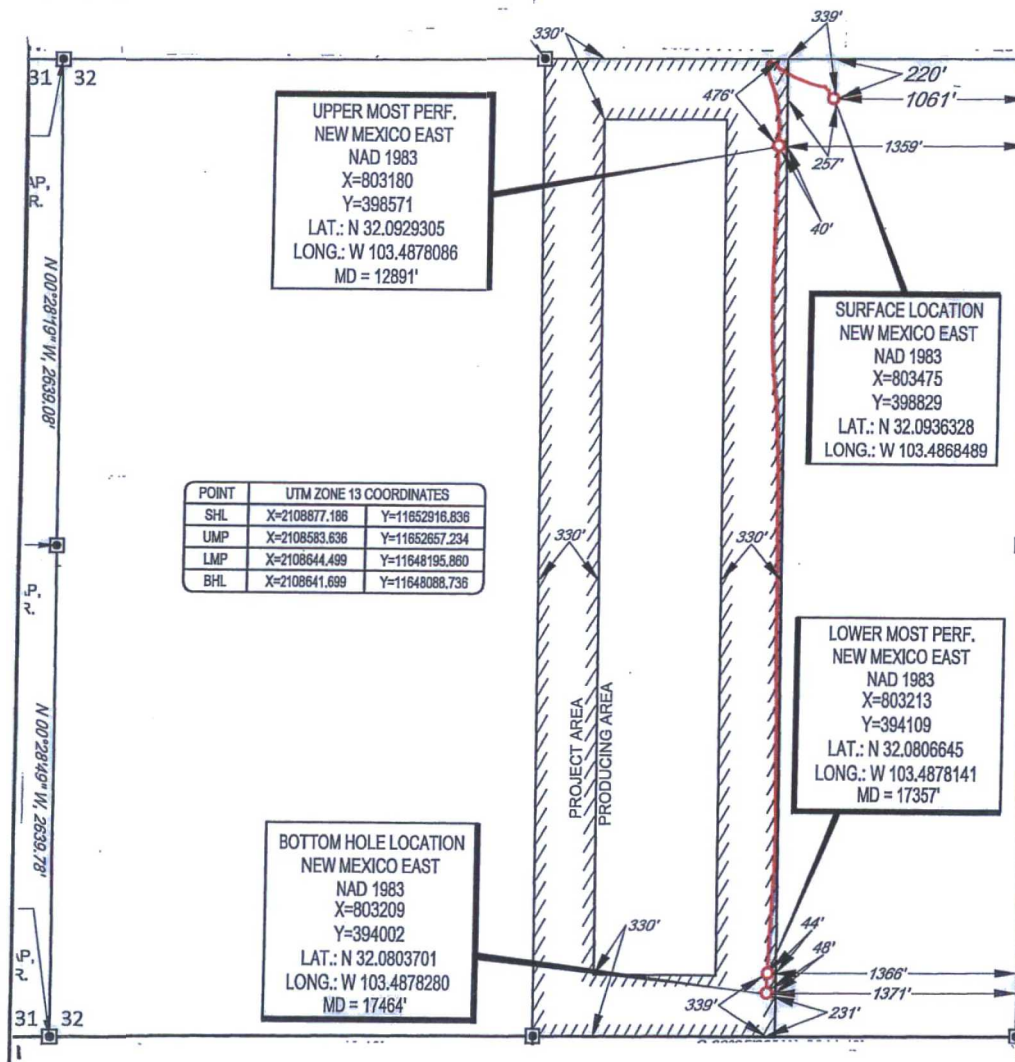 330'
339'
31 32
220'
1061'
476'
1359'
257'
40'
UPPER MOST PERF.
NEW MEXICO EAST
NAD 1983
X=803180
Y=398571
LAT.: N 32.0929305
LONG.: W 103.4878086
MD = 12891'
AP,
R.
N 00°28'19" W, 2639.08'
SURFACE LOCATION
NEW MEXICO EAST
NAD 1983
X=803475
Y=398829
LAT.: N 32.0936328
LONG.: W 103.4868489
POINT UTM ZONE 13 COORDINATES
SHL X=2108877.186 Y=11652916.836
UMP X=2108583.636 Y=11652657.234
LMP X=2108644.499 Y=11648195.860
BHL X=2108641.699 Y=11648088.736
330'
330'
P,
R.
N 00°28'49" W, 2639.78'
PROJECT AREA
PRODUCING AREA
LOWER MOST PERF.
NEW MEXICO EAST
NAD 1983
X=803213
Y=394109
LAT.: N 32.0806645
LONG.: W 103.4878141
MD = 17357'
BOTTOM HOLE LOCATION
NEW MEXICO EAST
NAD 1983
X=803209
Y=394002
LAT.: N 32.0803701
LONG.: W 103.4878280
MD = 17464'
330'
44'
48'
1366'
1371'
339'
231'
P,
R.
31 32